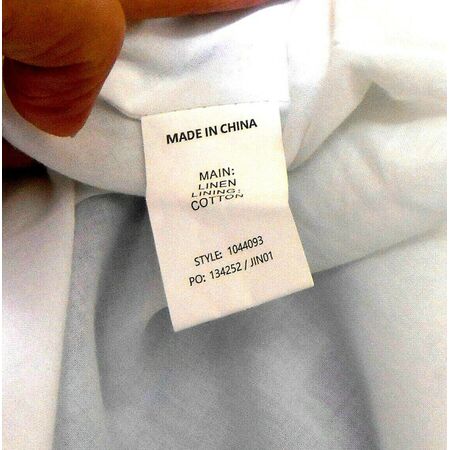 MADE IN CHINA
MAIN:
LINEN
LINING:
COTTON
STYLE: 1044093
PO: 134252 / JIN01